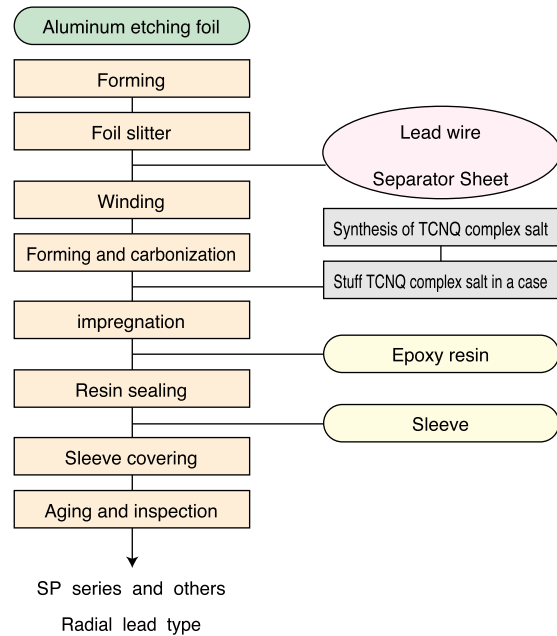 Aluminum etching foil
Forming
Foil slitter
Lead wire
Separator Sheet
Winding
Synthesis of TCNQ complex salt
Forming and carbonization
Stuff TCNQ complex salt in a case
impregnation
Epoxy resin
Resin sealing
Sleeve
Sleeve covering
Aging and inspection
SP series and others
Radial lead type